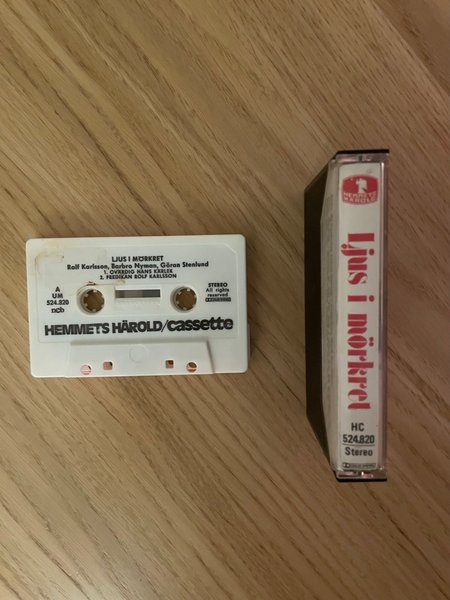 LJUS I MÖRKRET
Rolf Karlsson, Barbro Nyman, Göran Stenlund
1. OVÄRDIG HANS KÄRLEK
2. PREDIKAN ROLF KARLSSON
A
UM
524.820
ncb
STEREO
All rights
reserved
HEMMETS HÄROLD/cassette
HEMMETS
HÄROLD
Ljus i mörkret
HC
524.820
Stereo